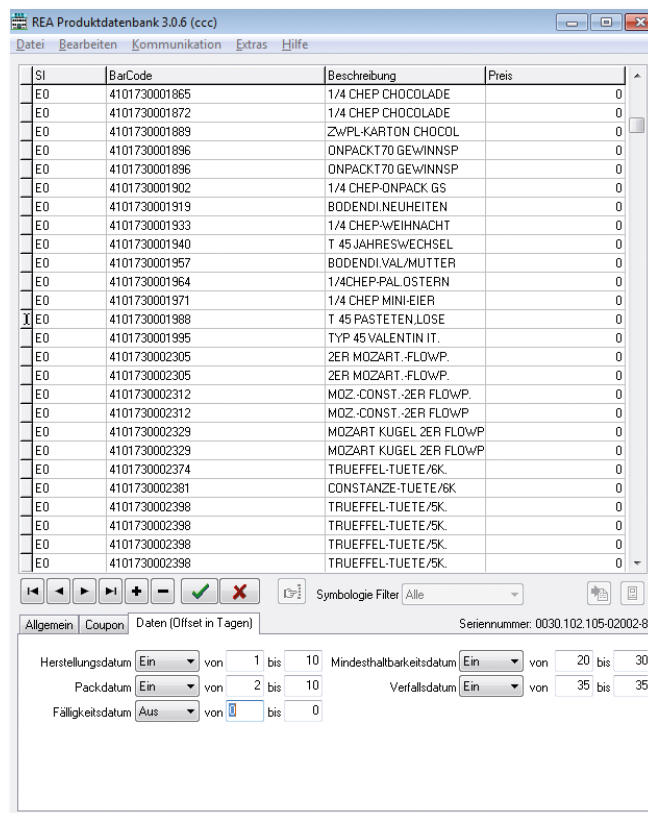 REA Produktdatenbank 3.0.6 (ccc)
Datei Bearbeiten Kommunikation Extras Hilfe
SI BarCode Beschreibung Preis
E0 4101730001865 1/4 CHEP CHOCOLADE 0
E0 4101730001872 1/4 CHEP CHOCOLADE 0
E0 4101730001889 ZWPL-KARTON CHOCOL 0
E0 4101730001896 ONPACKT70 GEWINNSP 0
E0 4101730001896 ONPACKT70 GEWINNSP 0
E0 4101730001902 1/4 CHEP-ONPACK GS 0
E0 4101730001919 BODENDI.NEUHEITEN 0
E0 4101730001933 1/4 CHEP-WEIHNACHT 0
E0 4101730001940 T 45 JAHRESWECHSEL 0
E0 4101730001957 BODENDI.VAL/MUTTER 0
E0 4101730001964 1/4CHEP-PAL.OSTERN 0
E0 4101730001971 1/4 CHEP MINI-EIER 0
E0 4101730001988 T 45 PASTETEN,LOSE 0
E0 4101730001995 TYP 45 VALENTIN IT. 0
E0 4101730002305 2ER MOZART.-FLOWP. 0
E0 4101730002305 2ER MOZART.-FLOWP. 0
E0 4101730002312 MOZ.-CONST.-2ER FLOWP. 0
E0 4101730002312 MOZ.-CONST.-2ER FLOWP 0
E0 4101730002329 MOZART KUGEL 2ER FLOWP 0
E0 4101730002329 MOZART KUGEL 2ER FLOWP 0
E0 4101730002374 TRUEFFEL-TUETE/6K. 0
E0 4101730002381 CONSTANZE-TUETE/6K 0
E0 4101730002398 TRUEFFEL-TUETE/5K. 0
E0 4101730002398 TRUEFFEL-TUETE/5K. 0
E0 4101730002398 TRUEFFEL-TUETE/5K. 0
E0 4101730002398 TRUEFFEL-TUETE/5K. 0
Symbologie Filter Alle
Allgemein Coupon Daten (Offset in Tagen) Seriennummer: 0030.102.105-02002-8
Herstellungsdatum Ein von 1 bis 10 Mindesthaltbarkeitsdatum Ein von 20 bis 30
Packdatum Ein von 2 bis 10 Verfallsdatum Ein von 35 bis 35
Fälligkeitsdatum Aus von 0 bis 0